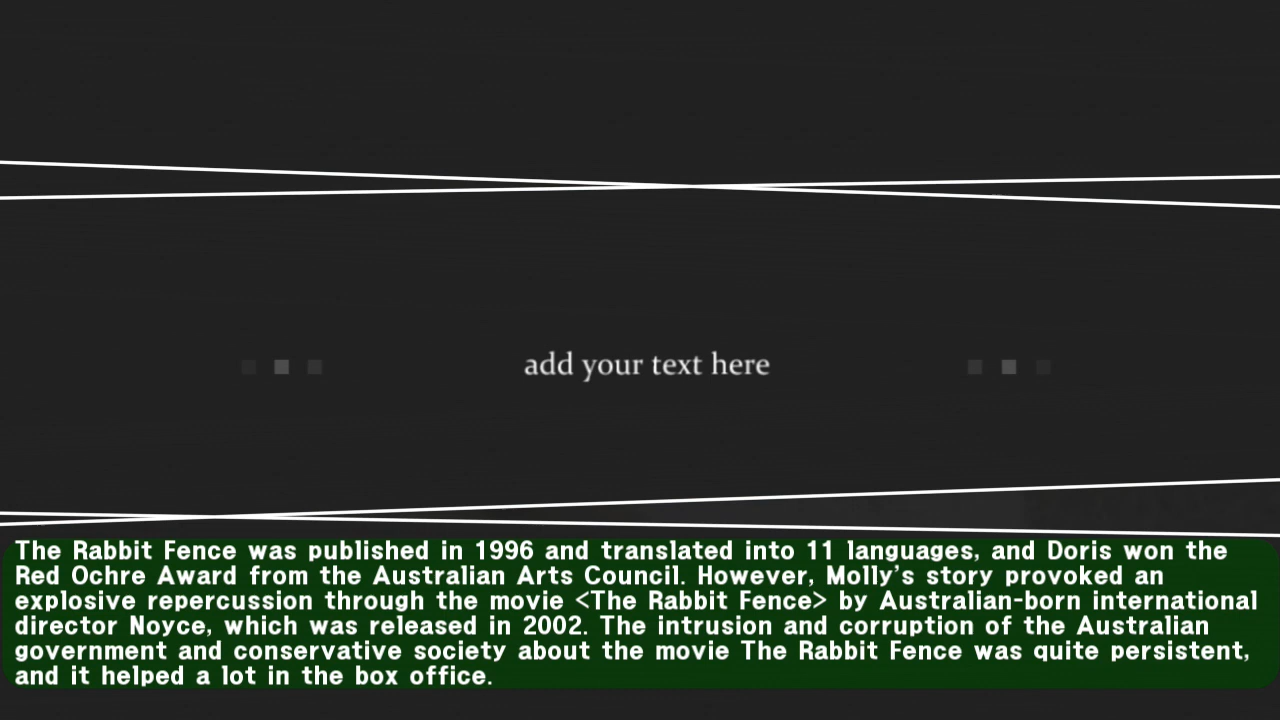 add your text here
The Rabbit Fence was published in 1996 and translated into 11 languages, and Doris won the
Red Ochre Award from the Australian Arts Council. However, Molly's story provoked an
explosive repercussion through the movie <The Rabbit Fence> by Australian-born international
director Noyce, which was released in 2002. The intrusion and corruption of the Australian
government and conservative society about the movie The Rabbit Fence was quite persistent,
and it helped a lot in the box office.